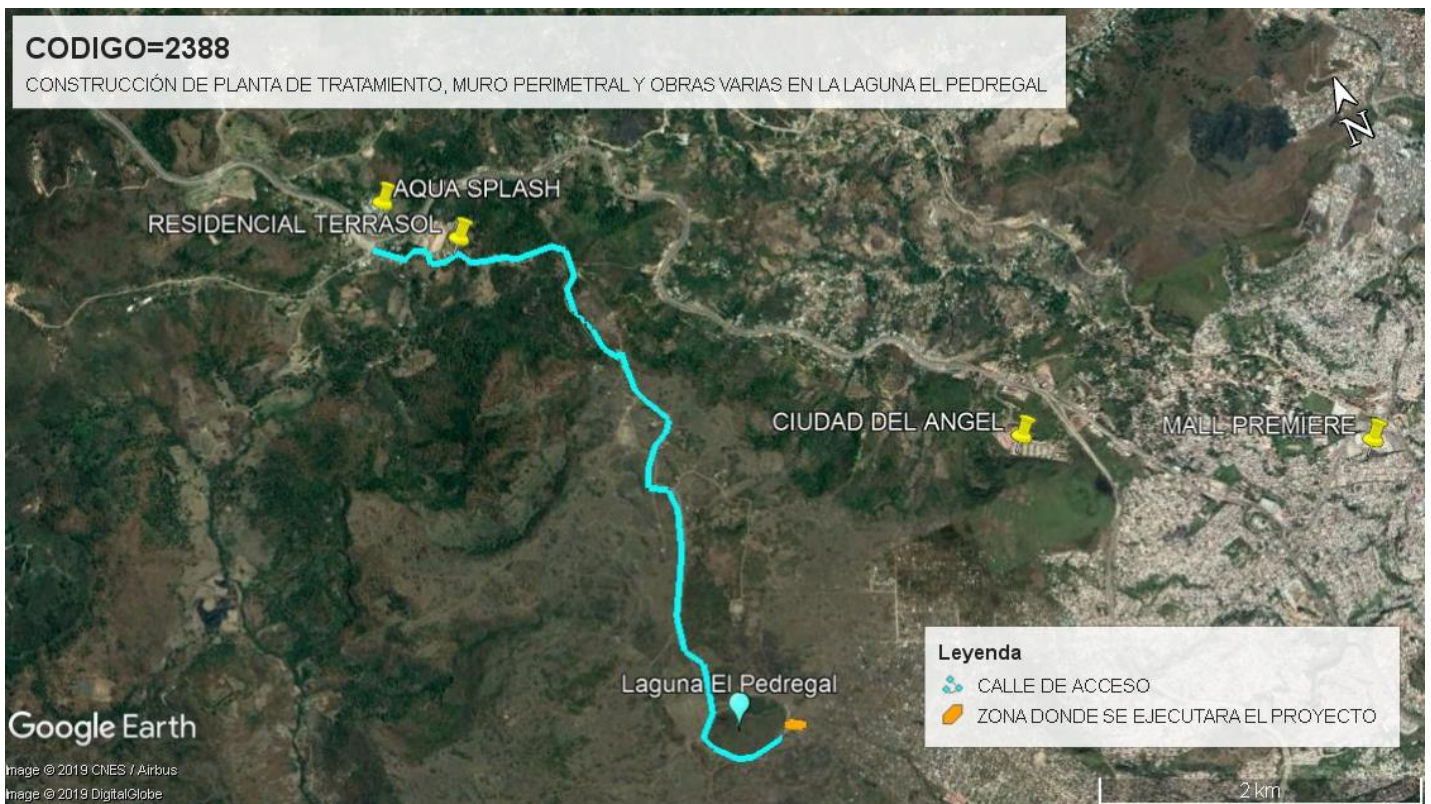 CODIGO=2388
CONSTRUCCIÓN DE PLANTA DE TRATAMIENTO, MURO PERIMETRAL Y OBRAS VARIAS EN LA LAGUNA EL PEDREGAL
N
AQUA SPLASH
RESIDENCIAL TERRASOL
CIUDAD DEL ANGEL
MALL PREMIERE
Laguna El Pedregal
Leyenda
CALLE DE ACCESO
ZONA DONDE SE EJECUTARA EL PROYECTO
Google Earth
mage © 2019 CNES / Airbus
mage © 2019 DigitalGlobe
2 km